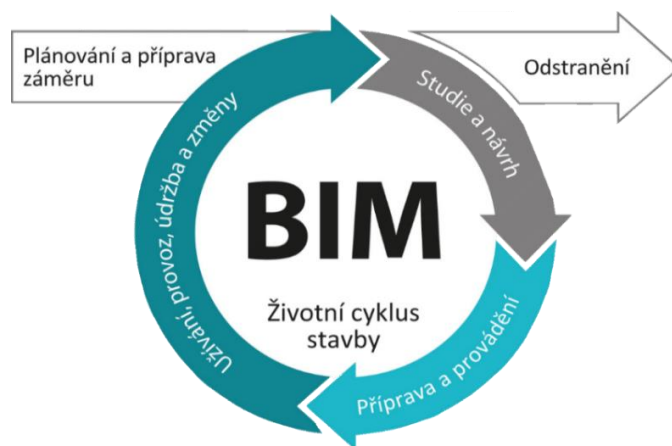 Plánování a příprava
záměru
Odstranění
Studie a návrh
BIM
Životní cyklus
stavby
Příprava a provádění
Užívání, provoz, údržba a změny